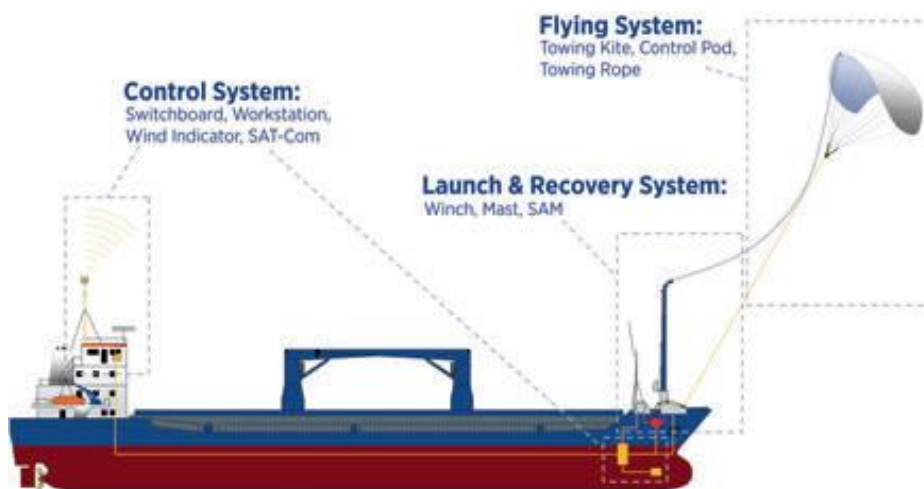 Flying System:
Towing Kite, Control Pod,
Towing Rope
Control System:
Switchboard, Workstation,
Wind Indicator, SAT-Com
Launch & Recovery System:
Winch, Mast, SAM